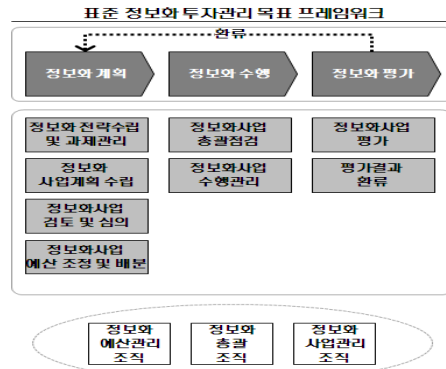 표준 정보화 투자관리 목표 프레임워크
환류
정보화 계획
정보화 수행
정보화 평가
정보화 전략수립
및 과제관리
정보화사업
총괄점검
정보화사업
평가
정보화
사업계획 수립
정보화사업
수행관리
평가결과
환류
정보화사업
검토 및 심의
정보화사업
예산 조정 및 배분
정보화
예산관리
조직
정보화
총괄
조직
정보화
사업관리
조직